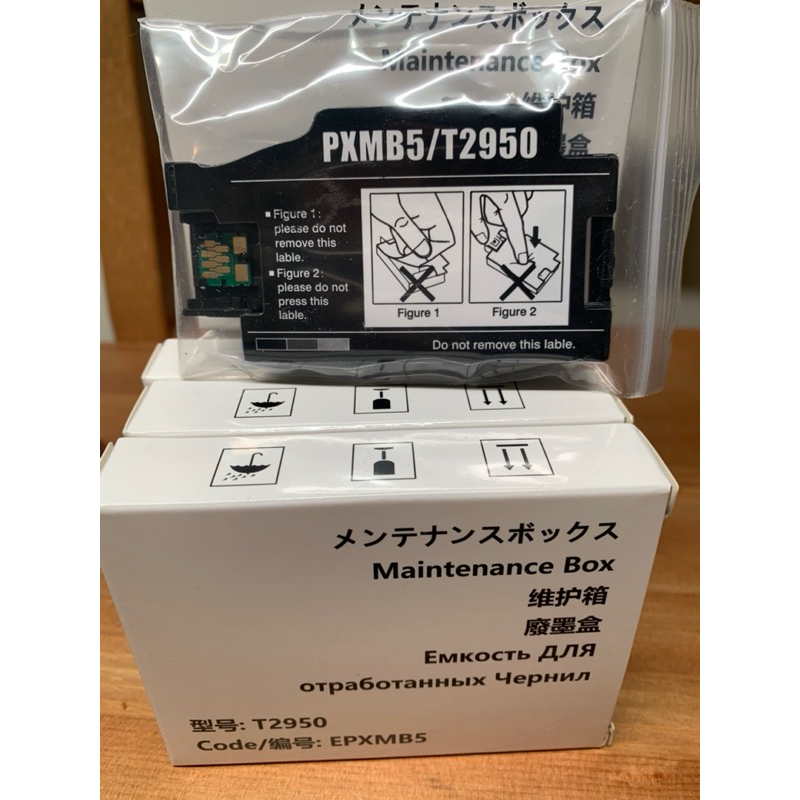 メンテナンスボックス
Maintenance Box
维护箱
墨盒
PXMB5/T2950
■ Figure 1:
please do not
remove this
lable.
■ Figure 2:
please do not
press this
lable.
Figure 1
Figure 2
Do not remove this lable.
メンテナンスボックス
Maintenance Box
维护箱
廢墨盒
Емкость ДЛЯ
отработанных Чернил
型号: T2950
Code/编号: EPXMB5